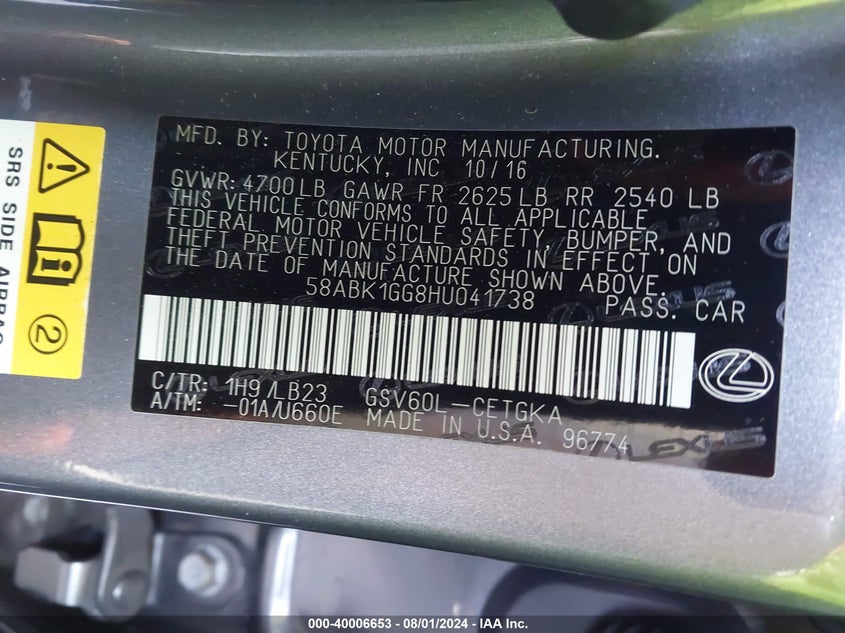 SRS SIDE AIRBAG
2
MFD. BY: TOYOTA MOTOR MANUFACTURING.
KENTUCKY, INC 10/16
GVWR: 4700LB GAWR FR 2625LB RR 2540 LB
THIS VEHICLE CONFORMS TO ALL APPLICABLE
FEDERAL MOTOR VEHICLE SAFETY, BUMPER, AND
THEFT PREVENTION STANDARDS IN EFFECT ON
THE DATE OF MANUFACTURE SHOWN ABOVE.
58ABK1GG8HU041738 PASS. CAR
C/TR: 1H9/LB23 GSV60L-CETGKA
A/TM: -01A/U660E MADE IN U.S.A. 96774
LEXUS
000-40006653 - 08/01/2024 - IAA Inc.